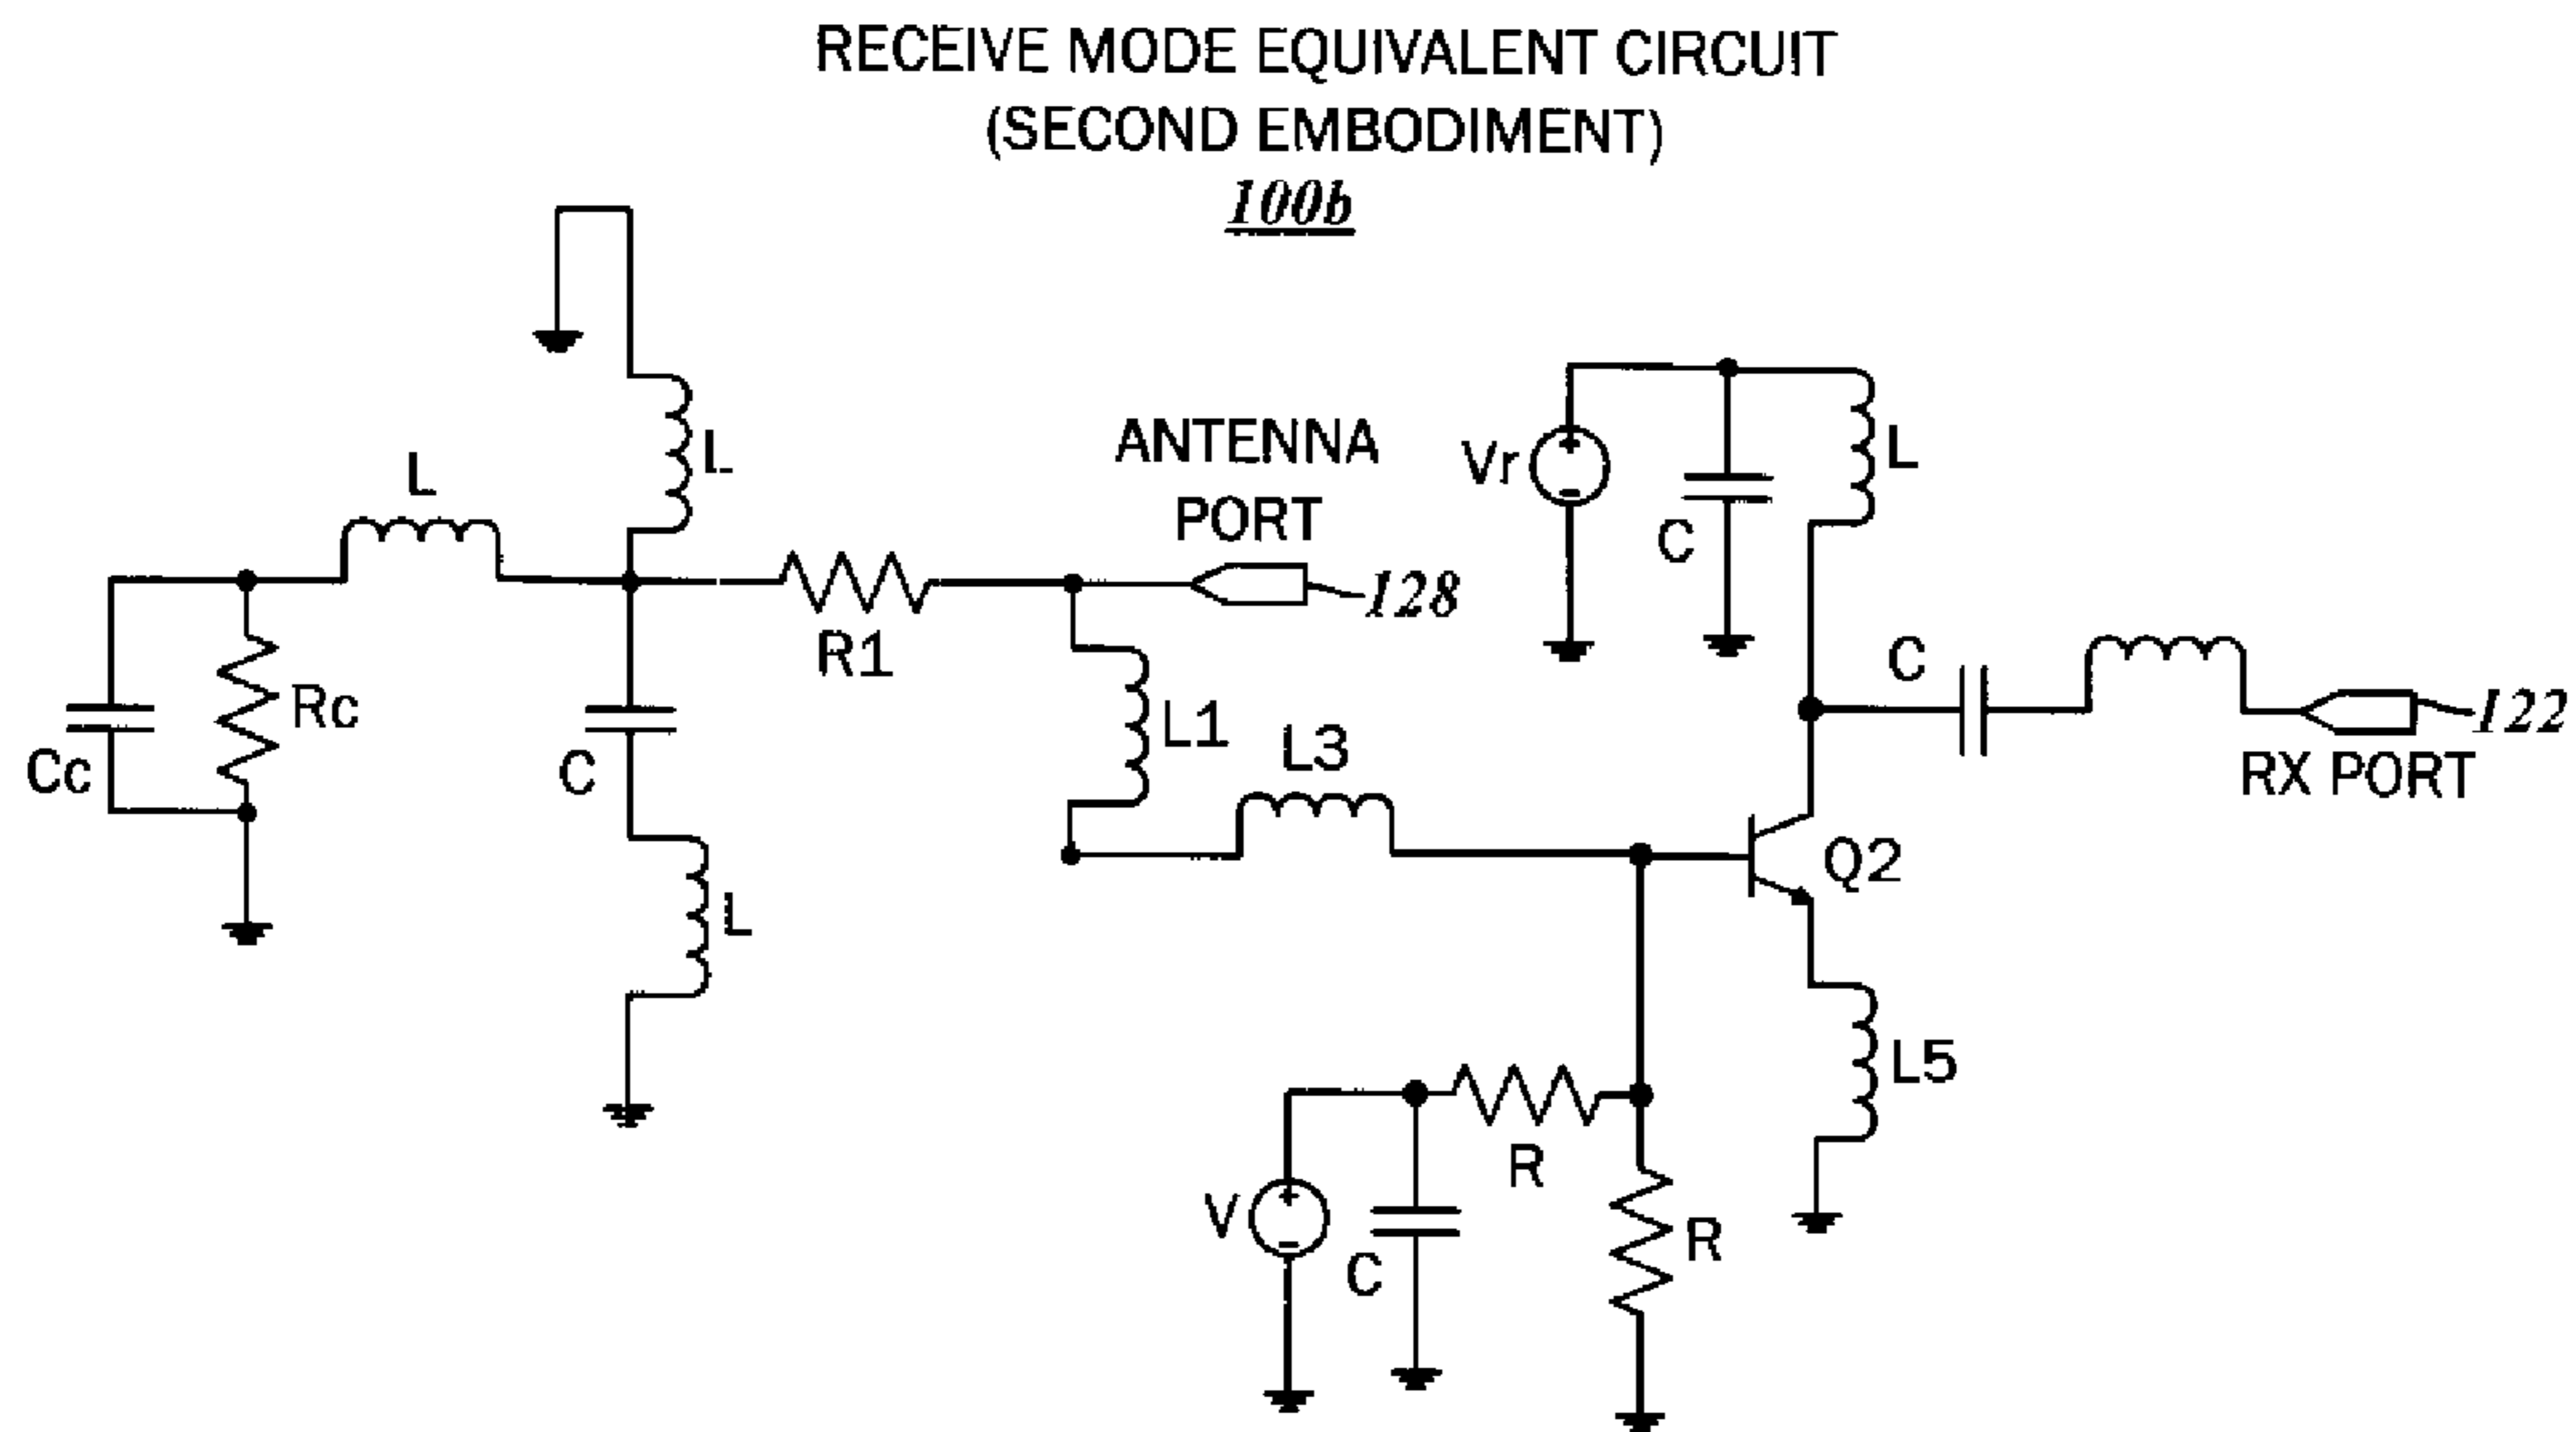 RECEIVE MODE EQUIVALENT CIRCUIT
(SECOND EMBODIMENT)
100b
L
L
ANTENNA
PORT
128
R1
Rc
Cc
C
L
L1
L3
Vr
C
L
C
122
RX PORT
Q2
L5
V
C
R
R